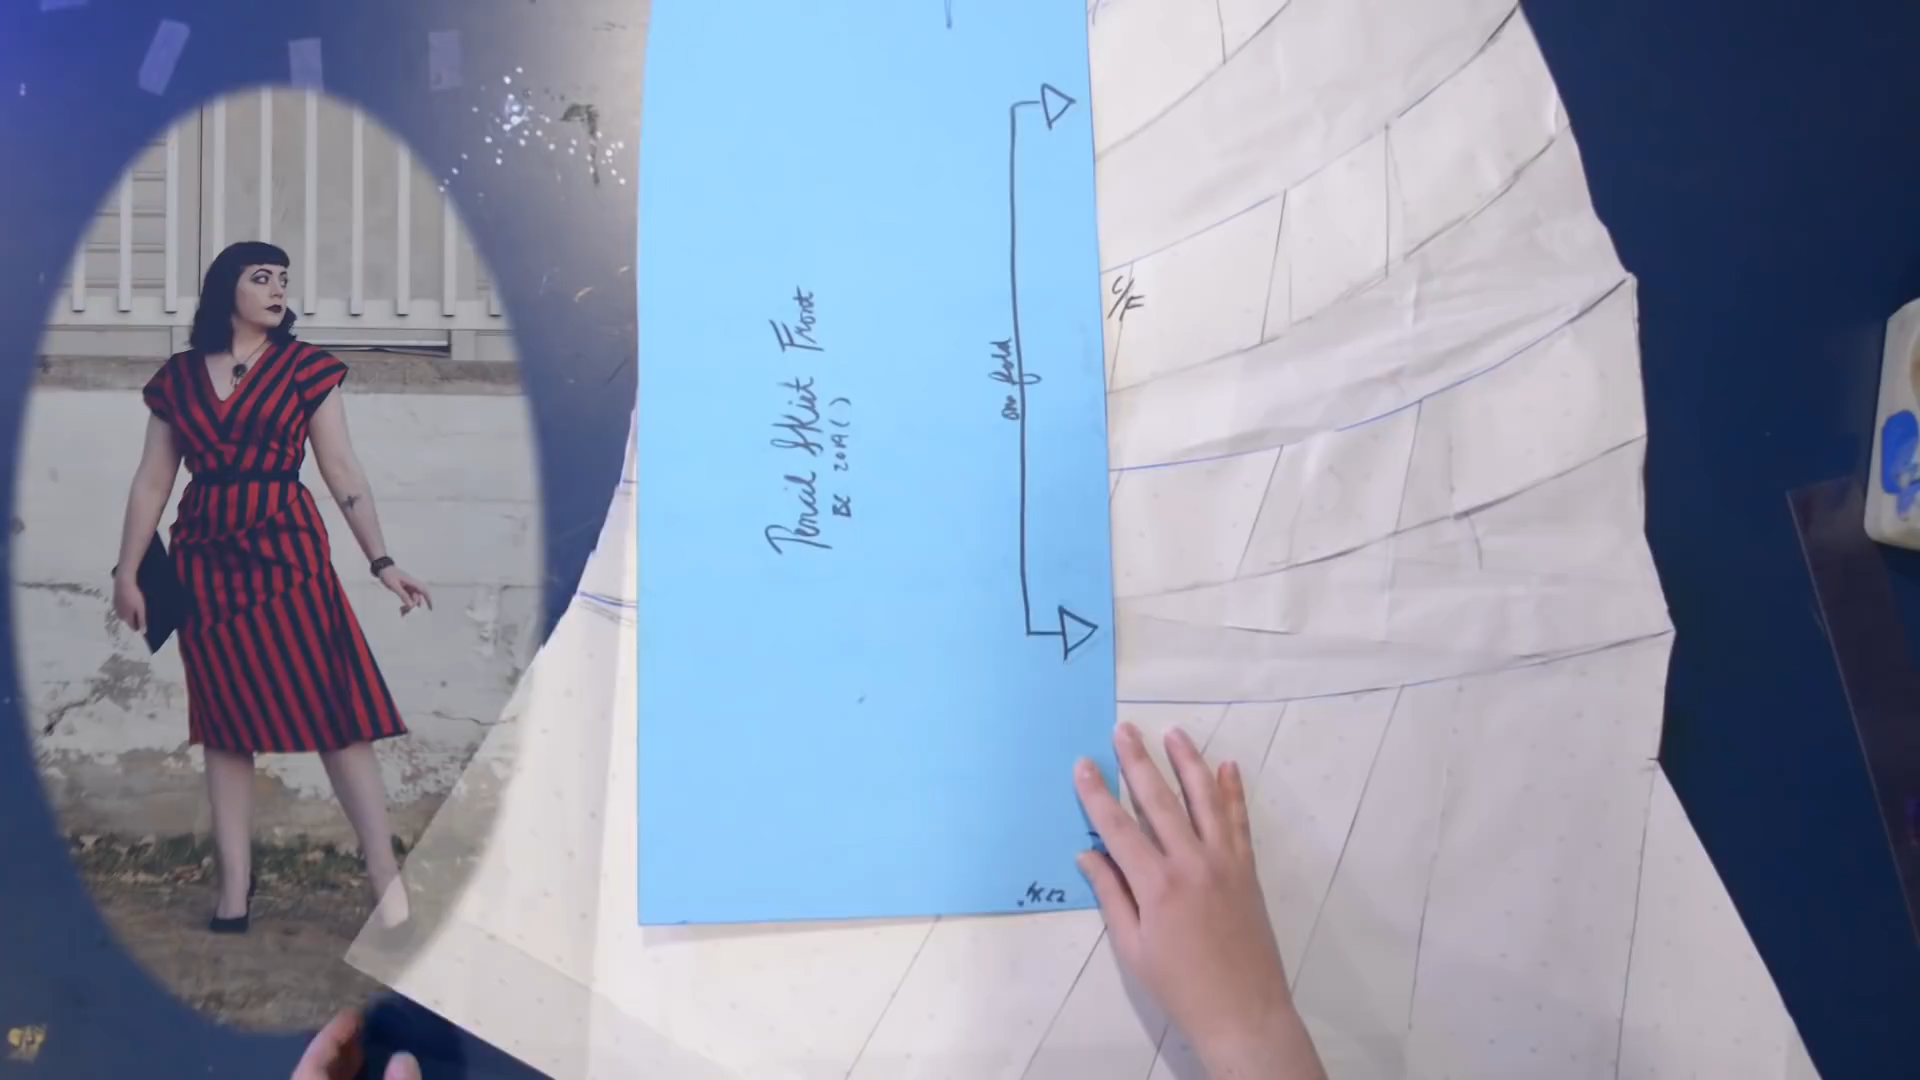 Pencil Skirt Front
BC 2019( )
on fold
C/F